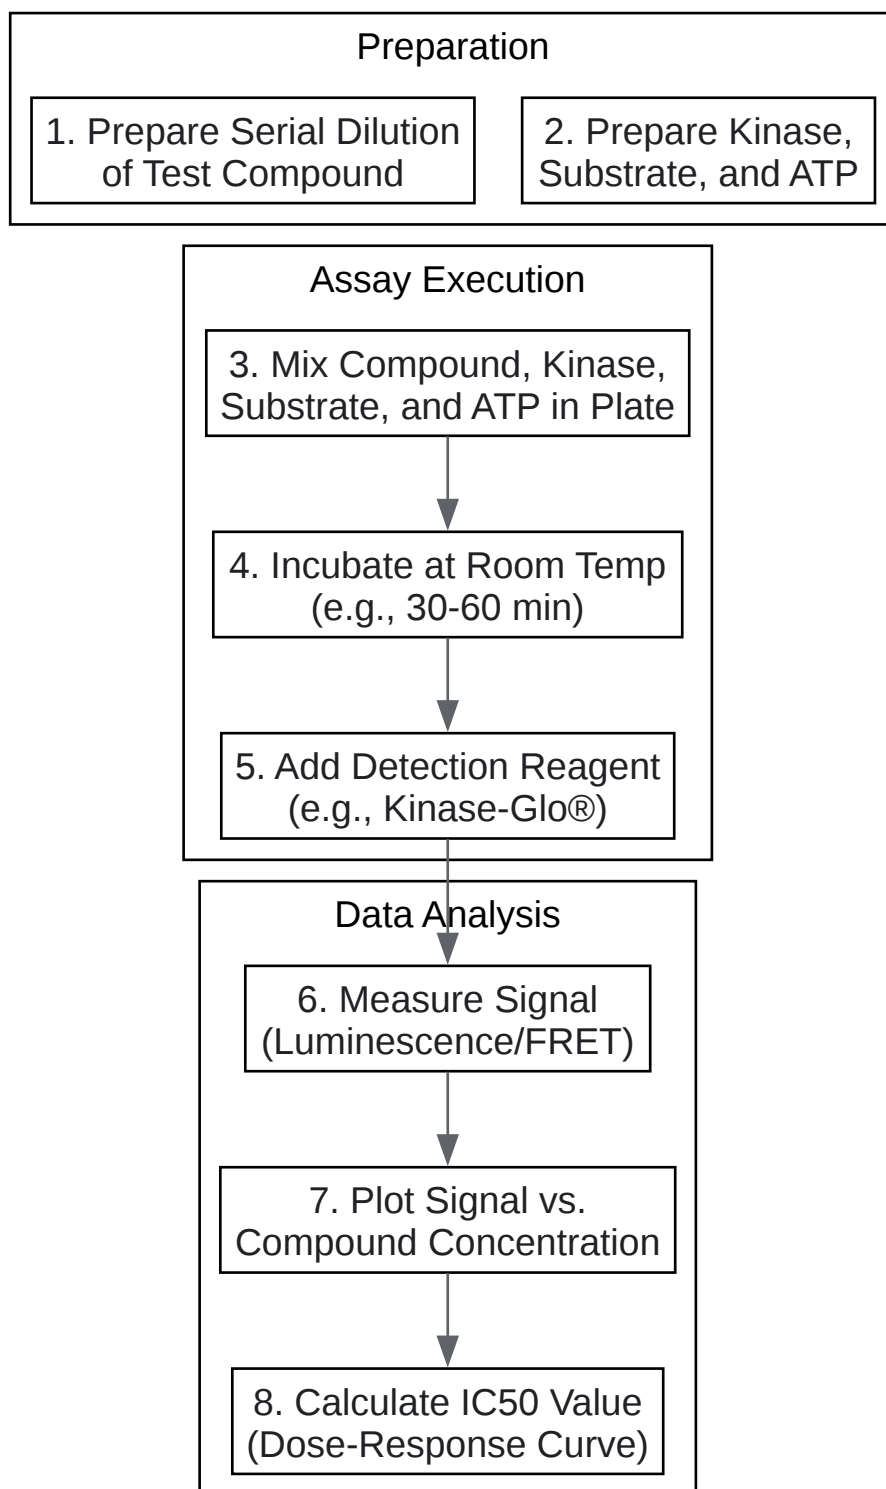 Preparation
1. Prepare Serial Dilution
of Test Compound
2. Prepare Kinase,
Substrate, and ATP
Assay Execution
3. Mix Compound, Kinase,
Substrate, and ATP in Plate
4. Incubate at Room Temp
(e.g., 30-60 min)
5. Add Detection Reagent
(e.g., Kinase-Glo®)
Data Analysis
6. Measure Signal
(Luminescence/FRET)
7. Plot Signal vs.
Compound Concentration
8. Calculate IC50 Value
(Dose-Response Curve)